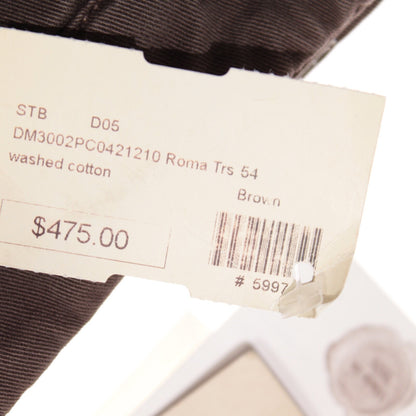 STB D05
DM3002PC0421210 Roma Trs 54
washed cotton
Brown
$475.00
# 5997